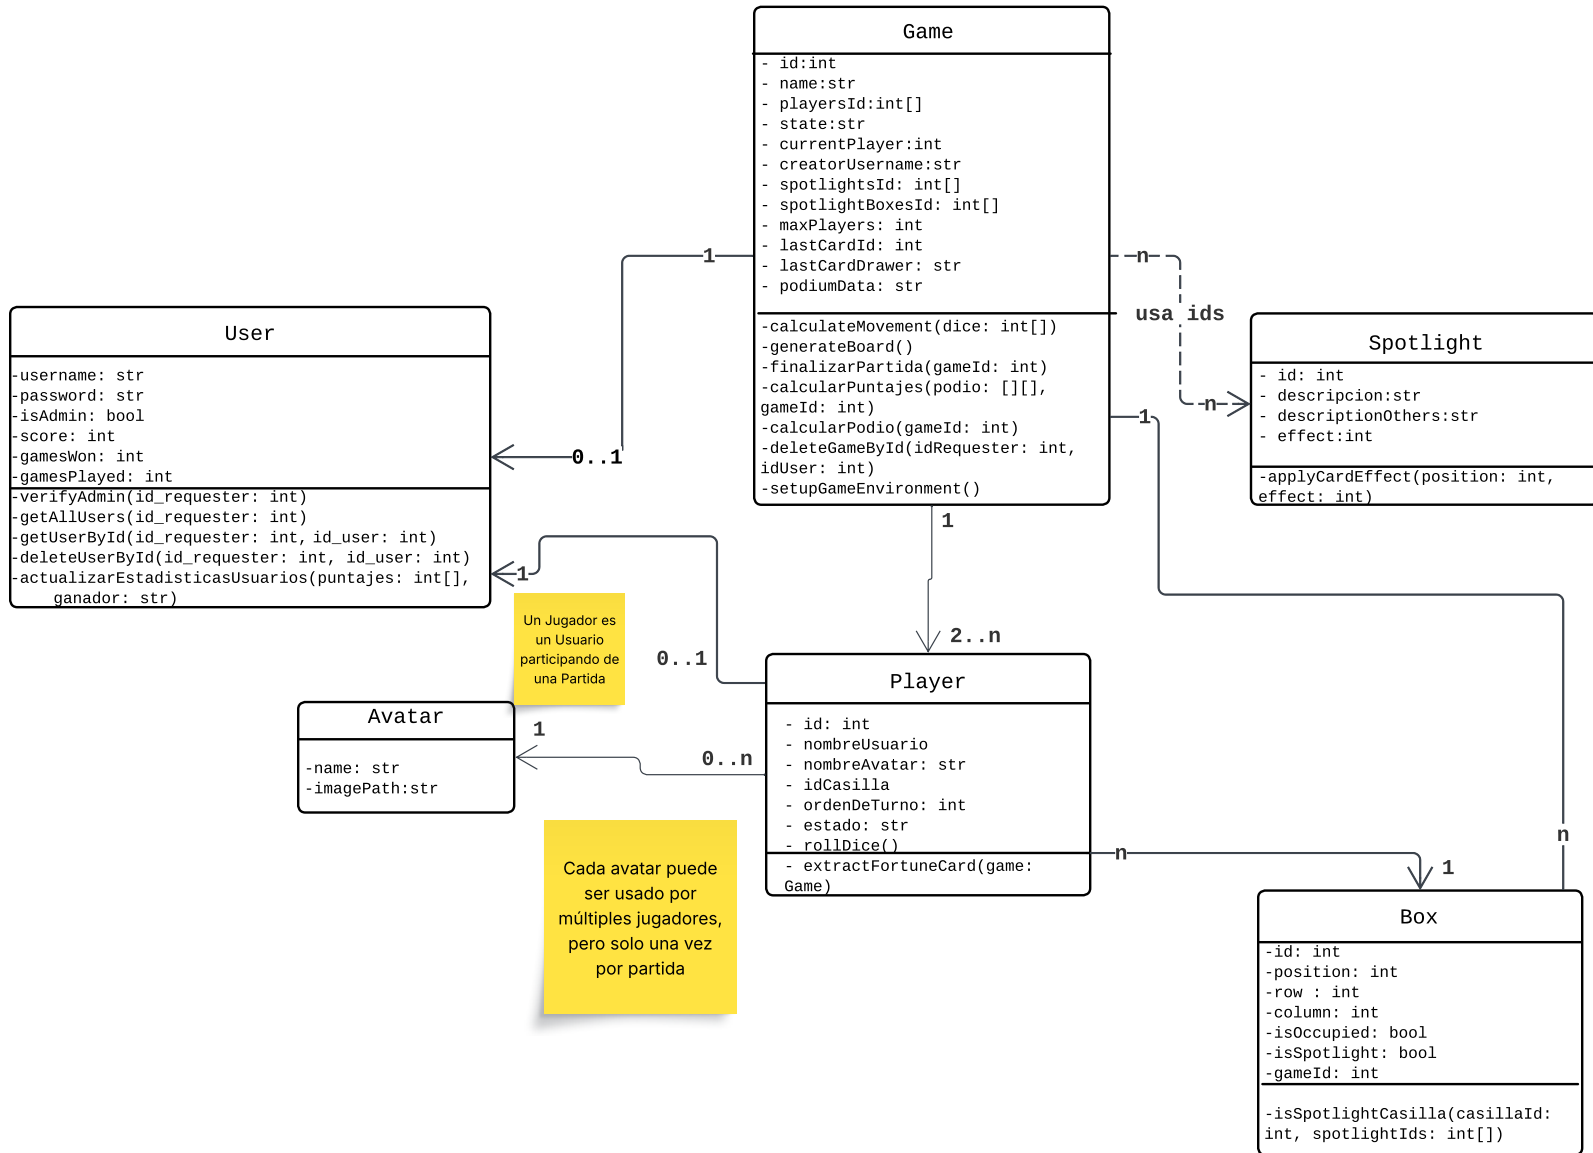 Game
- id:int
- name:str
- playersId:int[]
- state:str
- currentPlayer:int
- creatorUsername:str
- spotlightsId: int[]
- spotlightBoxesId: int[]
- maxPlayers: int
- lastCardId: int
- lastCardDrawer: str
- podiumData: str
-calculateMovement(dice: int[])
-generateBoard()
-finalizarPartida(gameId: int)
-calcularPuntajes(podio: [][],
gameId: int)
-calcularPodio(gameId: int)
-deleteGameById(idRequester: int,
idUser: int)
-setupGameEnvironment()
1
0..1
n
usa ids
n
1
n
1
2..n
User
-username: str
-password: str
-isAdmin: bool
-score: int
-gamesWon: int
-gamesPlayed: int
-verifyAdmin(id_requester: int)
-getAllUsers(id_requester: int)
-getUserById(id_requester: int, id_user: int)
-deleteUserById(id_requester: int, id_user: int)
-actualizarEstadisticasUsuarios(puntajes: int[],
ganador: str)
Spotlight
- id: int
- descripcion:str
- descriptionOthers:str
- effect:int
-applyCardEffect(position: int,
effect: int)
1
0..1
Un Jugador es
un Usuario
participando de
una Partida
Avatar
-name: str
-imagePath:str
1
0..n
Player
- id: int
- nombreUsuario
- nombreAvatar: str
- idCasilla
- ordenDeTurno: int
- estado: str
- rollDice()
- extractFortuneCard(game:
Game)
Cada avatar puede
ser usado por
múltiples jugadores,
pero solo una vez
por partida
n
1
Box
-id: int
-position: int
-row : int
-column: int
-isOccupied: bool
-isSpotlight: bool
-gameId: int
-isSpotlightCasilla(casillaId:
int, spotlightIds: int[])